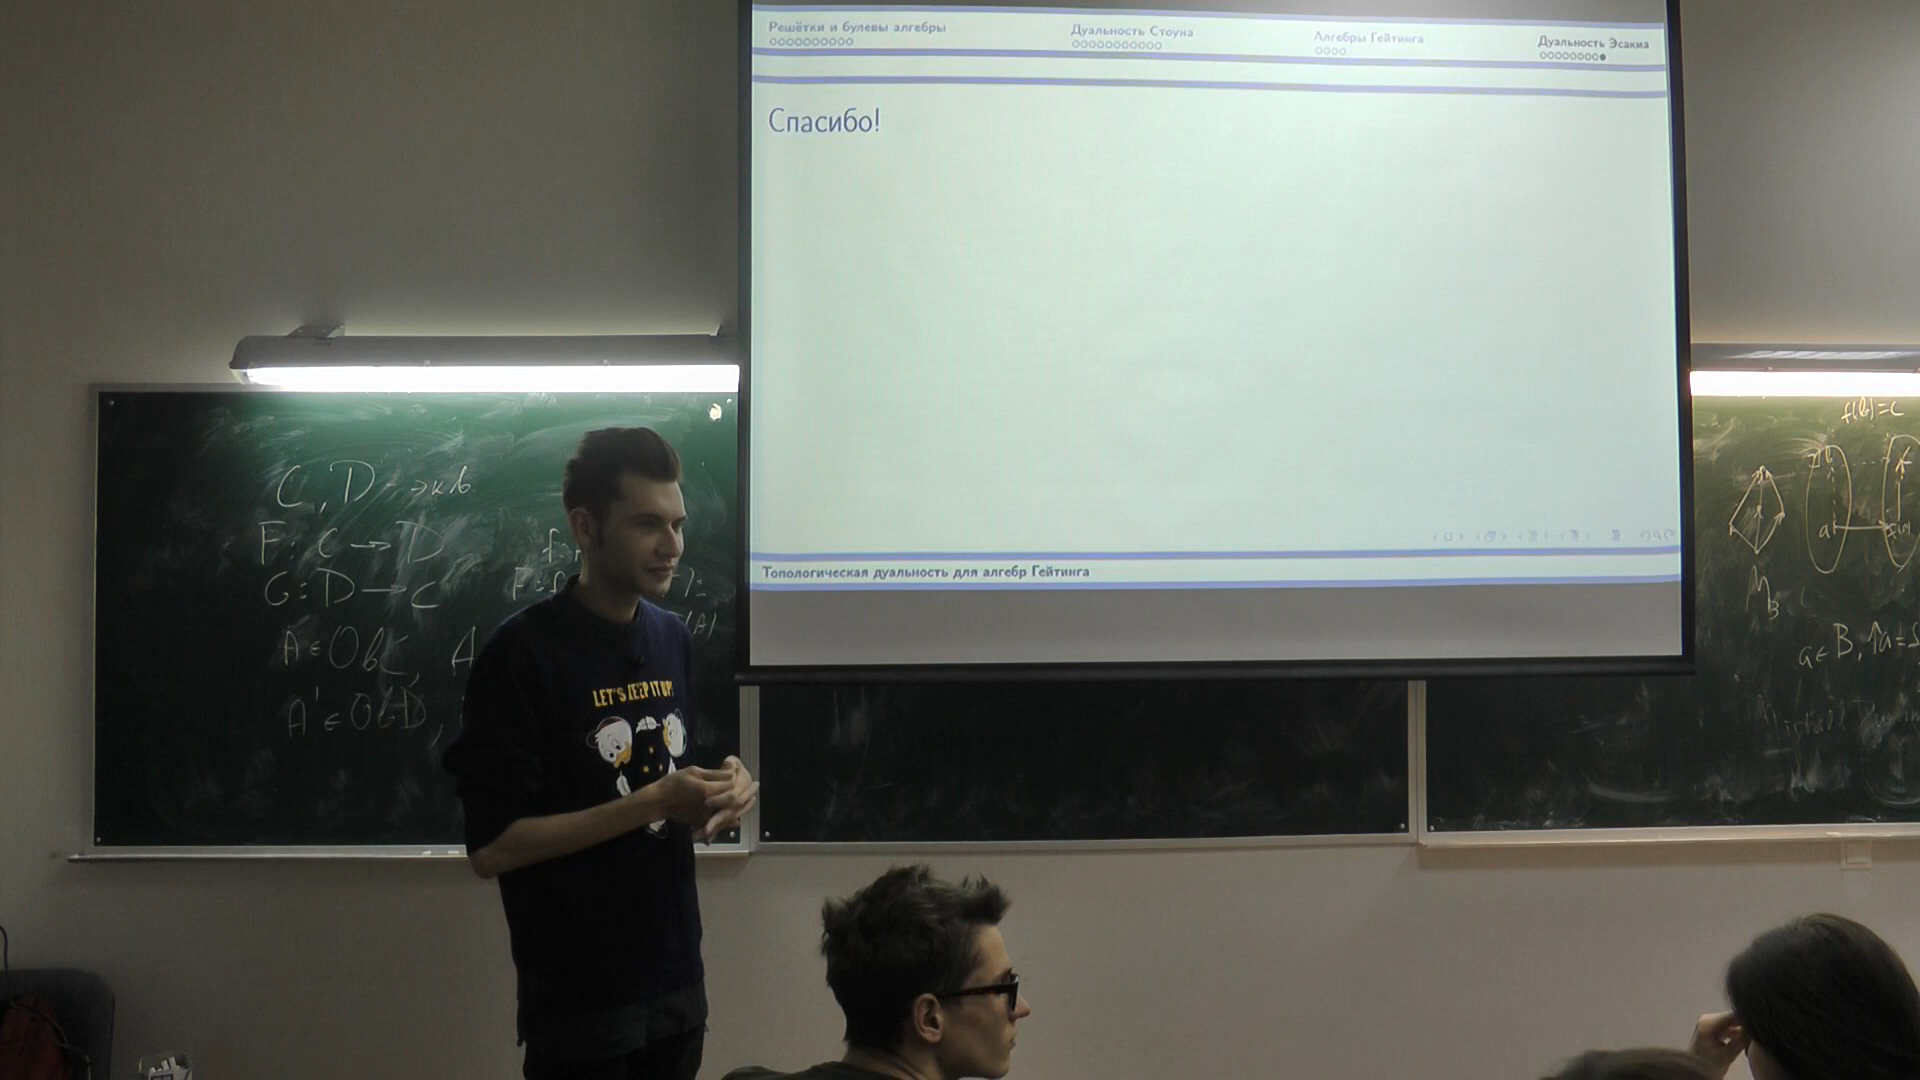 Решётки и булевы алгебры
Дуальность Стоуна
Алгебры Гейтинга
Дуальность Эсакиа
Спасибо!
Топологическая дуальность для алгебр Гейтинга
C, D - экв
F: C → D
G: D → C
A ∈ Ob C, A
A' ∈ Ob D,
LET'S KEEP IT UP!
f(b)=c
a
M3
a ∈ B, ↑a =